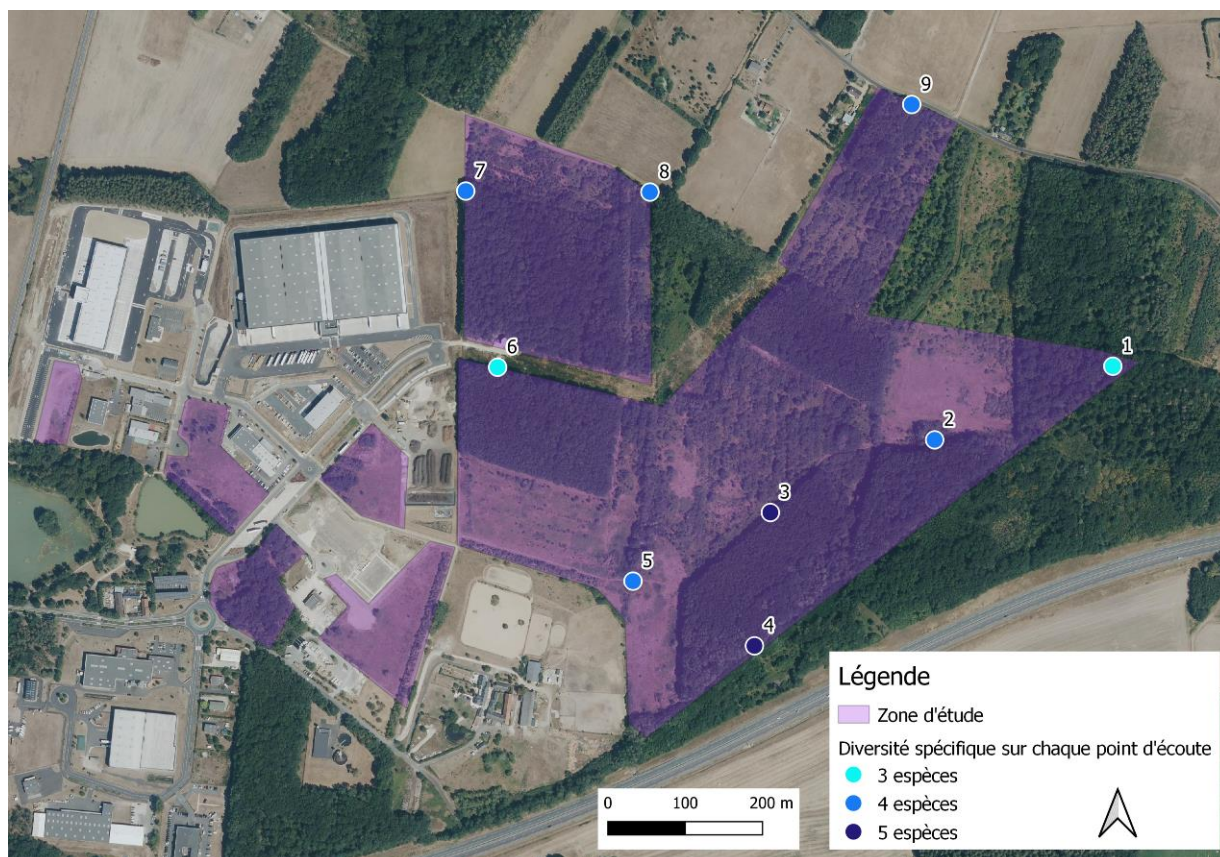 9
7
8
6
1
2
3
5
4
Légende
Zone d'étude
Diversité spécifique sur chaque point d'écoute
3 espèces
4 espèces
5 espèces
0 100 200 m